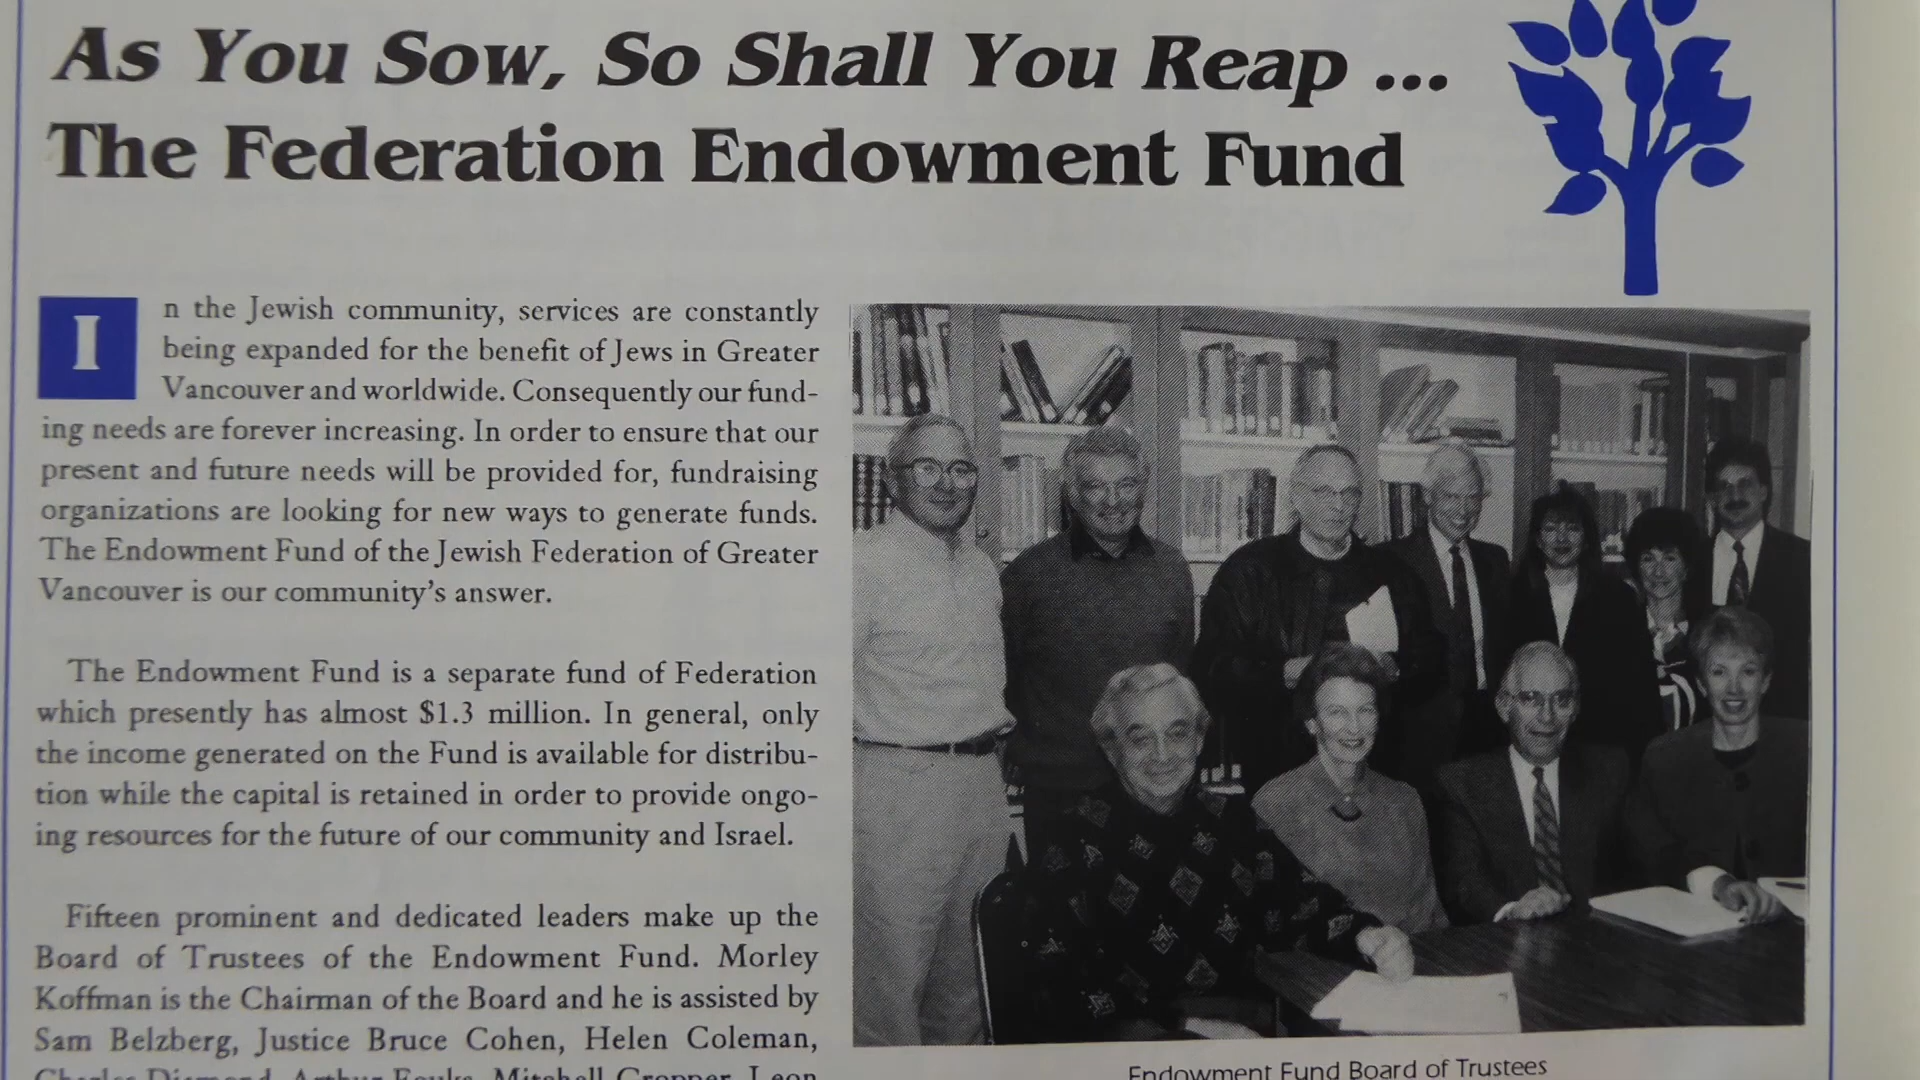 As You Sow, So Shall You Reap ...
The Federation Endowment Fund
In the Jewish community, services are constantly
being expanded for the benefit of Jews in Greater
Vancouver and worldwide. Consequently our fund-
ing needs are forever increasing. In order to ensure that our
present and future needs will be provided for, fundraising
organizations are looking for new ways to generate funds.
The Endowment Fund of the Jewish Federation of Greater
Vancouver is our community's answer.
The Endowment Fund is a separate fund of Federation
which presently has almost $1.3 million. In general, only
the income generated on the Fund is available for distribu-
tion while the capital is retained in order to provide ongo-
ing resources for the future of our community and Israel.
Fifteen prominent and dedicated leaders make up the
Board of Trustees of the Endowment Fund. Morley
Koffman is the Chairman of the Board and he is assisted by
Sam Belzberg, Justice Bruce Cohen, Helen Coleman,
Charles Diamond, Arthur Fouks, Mitchell Gropper, Leon
Endowment Fund Board of Trustees